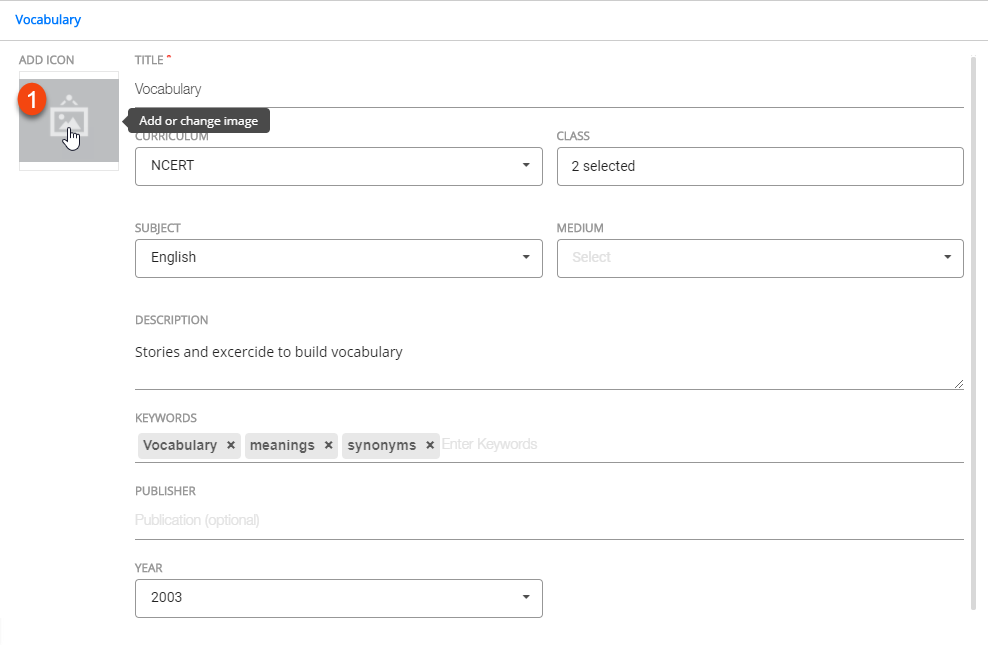 Vocabulary
ADD ICON
TITLE *
1
Vocabulary
Add or change image
CURRICULUM
CLASS
NCERT
2 selected
SUBJECT
MEDIUM
English
Select
DESCRIPTION
Stories and excercide to build vocabulary
KEYWORDS
Vocabulary × meanings × synonyms × Enter Keywords
PUBLISHER
Publication (optional)
YEAR
2003